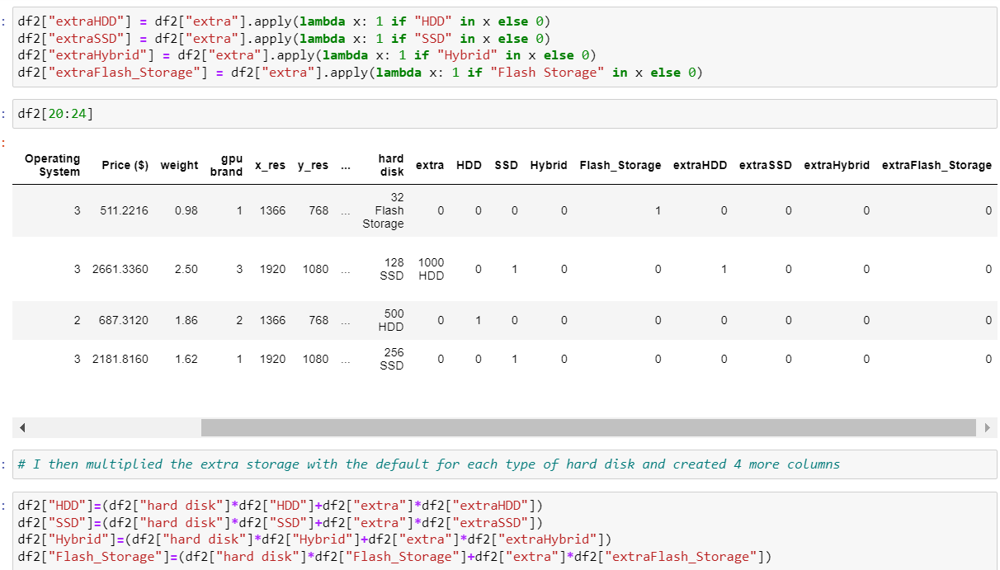 df2["extraHDD"] = df2["extra"].apply(lambda x: 1 if "HDD" in x else 0)
df2["extraSSD"] = df2["extra"].apply(lambda x: 1 if "SSD" in x else 0)
df2["extraHybrid"] = df2["extra"].apply(lambda x: 1 if "Hybrid" in x else 0)
df2["extraFlash_Storage"] = df2["extra"].apply(lambda x: 1 if "Flash Storage" in x else 0)
df2[20:24]
Operating System Price ($) weight gpu brand x_res y_res ... hard disk extra HDD SSD Hybrid Flash_Storage extraHDD extraSSD extraHybrid extraFlash_Storage
3 511.2216 0.98 1 1366 768 ... 32 Flash Storage 0 0 0 0 1 0 0 0 0
3 2661.3360 2.50 3 1920 1080 ... 128 SSD 1000 HDD 0 1 0 0 1 0 0 0
2 687.3120 1.86 2 1366 768 ... 500 HDD 0 1 0 0 0 0 0 0 0
3 2181.8160 1.62 1 1920 1080 ... 256 SSD 0 0 1 0 0 0 0 0 0
# I then multiplied the extra storage with the default for each type of hard disk and created 4 more columns
df2["HDD"]=(df2["hard disk"]*df2["HDD"]+df2["extra"]*df2["extraHDD"])
df2["SSD"]=(df2["hard disk"]*df2["SSD"]+df2["extra"]*df2["extraSSD"])
df2["Hybrid"]=(df2["hard disk"]*df2["Hybrid"]+df2["extra"]*df2["extraHybrid"])
df2["Flash_Storage"]=(df2["hard disk"]*df2["Flash_Storage"]+df2["extra"]*df2["extraFlash_Storage"])